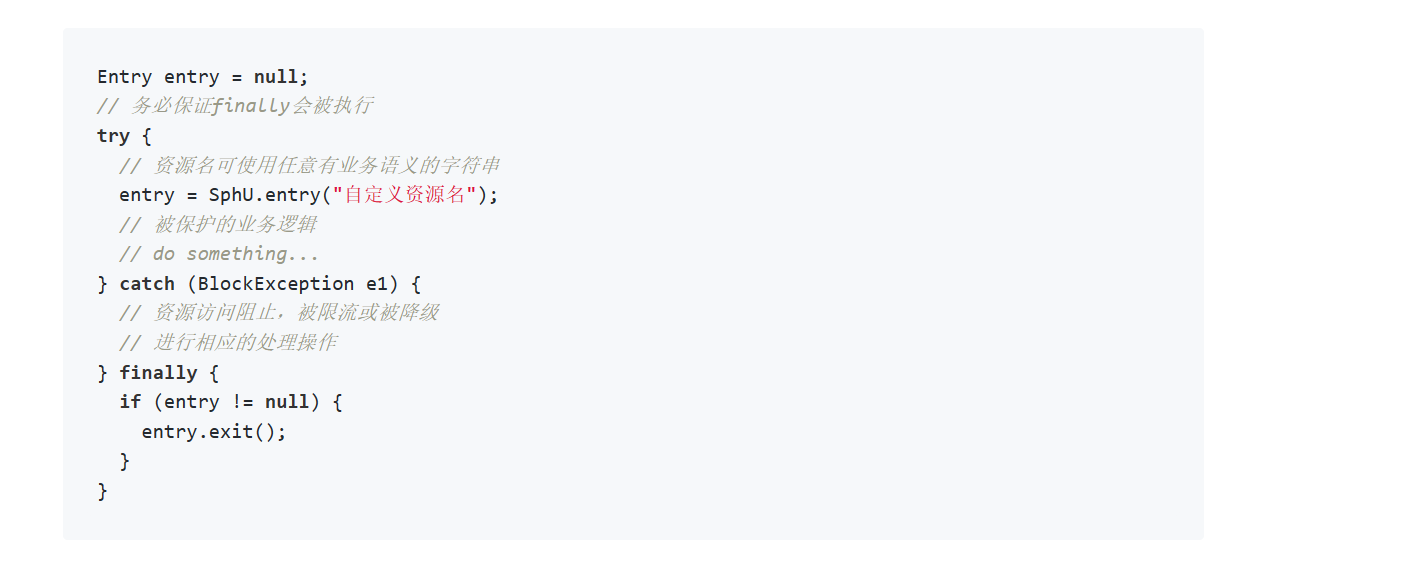 Entry entry = null;
// 务必保证finally会被执行
try {
  // 资源名可使用任意有业务语义的字符串
  entry = SphU.entry("自定义资源名");
  // 被保护的业务逻辑
  // do something...
} catch (BlockException e1) {
  // 资源访问阻止，被限流或被降级
  // 进行相应的处理操作
} finally {
  if (entry != null) {
    entry.exit();
  }
}